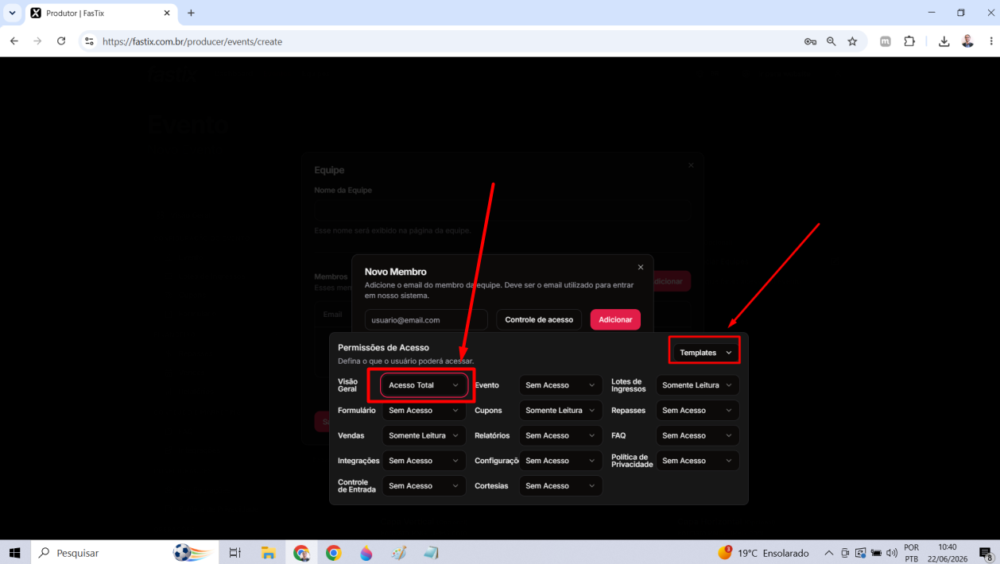 Produtor | FasTix
https://fastix.com.br/producer/events/create
fastix
Evento
Equipe
Nome da Equipe
Esse nome será exibido na página da equipe.
Membros
Esses mem
dicionar
Email
Novo Membro
Adicione o email do membro da equipe. Deve ser o email utilizado para entrar
em nosso sistema.
usuario@email.com
Controle de acesso
Adicionar
Permissões de Acesso
Defina o que o usuário poderá acessar.
Templates
Visão
Geral
Acesso Total
Evento
Sem Acesso
Lotes de
Ingressos
Somente Leitura
Formulário
Sem Acesso
Cupons
Somente Leitura
Repasses
Sem Acesso
Vendas
Somente Leitura
Relatórios
Sem Acesso
FAQ
Sem Acesso
Integrações
Sem Acesso
Configuraçõ
Sem Acesso
Política de
Privacidade
Sem Acesso
Controle
de Entrada
Sem Acesso
Cortesias
Sem Acesso
Pesquisar
3
19°C Ensolarado
POR
PTB
10:40
22/06/2026
8